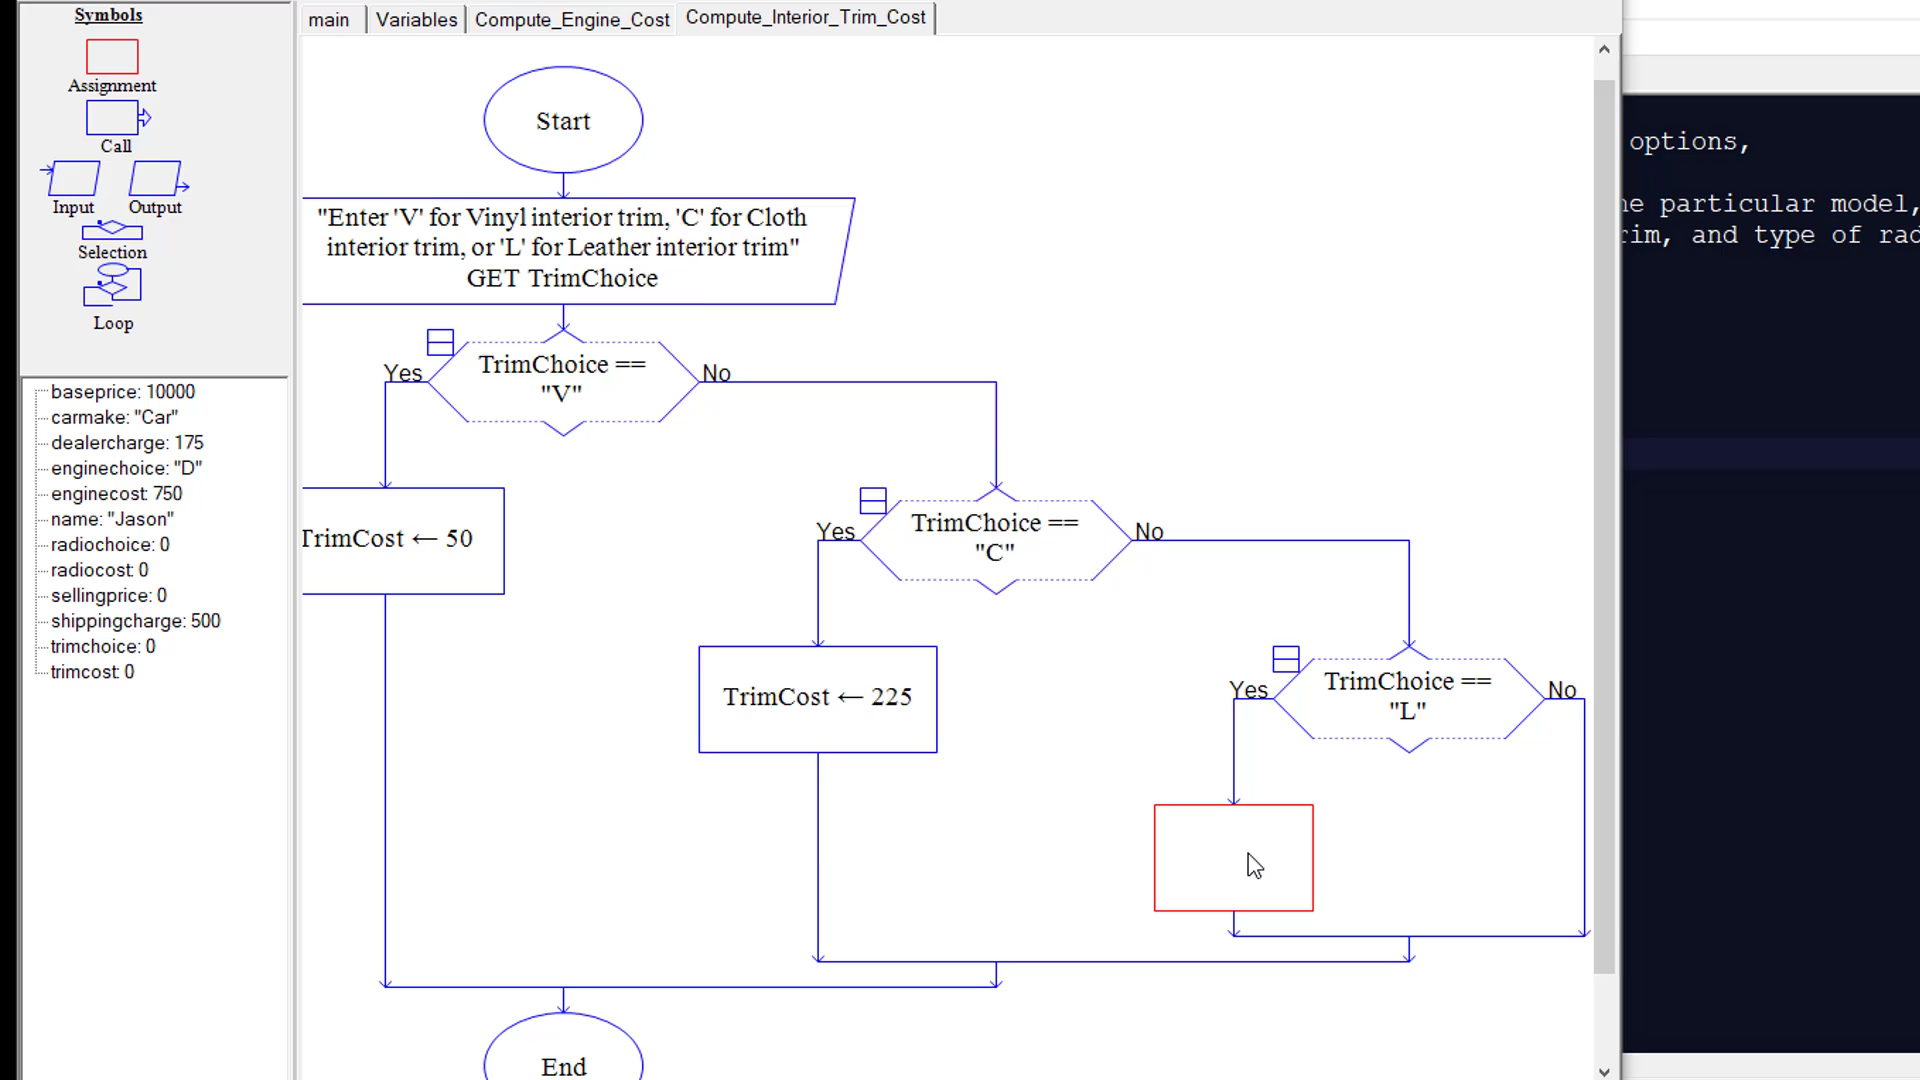 Symbols
Assignment
Call
Input
Output
Selection
Loop
baseprice: 10000
carmake: "Car"
dealercharge: 175
enginechoice: "D"
enginecost: 750
name: "Jason"
radiochoice: 0
radiocost: 0
sellingprice: 0
shippingcharge: 500
trimchoice: 0
trimcost: 0
main
Variables
Compute_Engine_Cost
Compute_Interior_Trim_Cost
Start
"Enter 'V' for Vinyl interior trim, 'C' for Cloth
interior trim, or 'L' for Leather interior trim"
GET TrimChoice
Yes
TrimChoice ==
"V"
No
TrimCost ← 50
Yes
TrimChoice ==
"C"
No
TrimCost ← 225
Yes
TrimChoice ==
"L"
No
End
options,
particular model,
and type of